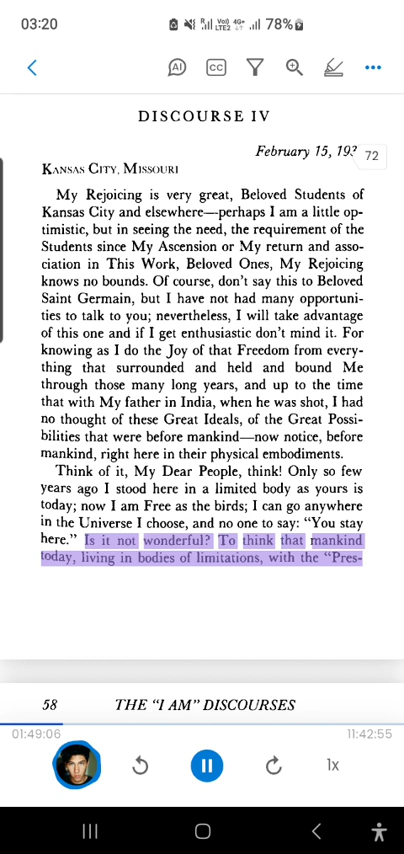 03:20
78%
AI
CC
DISCOURSE IV
February 15, 193
72
KANSAS CITY, MISSOURI
My Rejoicing is very great, Beloved Students of
Kansas City and elsewhere—perhaps I am a little op-
timistic, but in seeing the need, the requirement of the
Students since My Ascension or My return and asso-
ciation in This Work, Beloved Ones, My Rejoicing
knows no bounds. Of course, don't say this to Beloved
Saint Germain, but I have not had many opportuni-
ties to talk to you; nevertheless, I will take advantage
of this one and if I get enthusiastic don't mind it. For
knowing as I do the Joy of that Freedom from every-
thing that surrounded and held and bound Me
through those many long years, and up to the time
that with My father in India, when he was shot, I had
no thought of these Great Ideals, of the Great Possi-
bilities that were before mankind—now notice, before
mankind, right here in their physical embodiments.
Think of it, My Dear People, think! Only so few
years ago I stood here in a limited body as yours is
today; now I am Free as the birds; I can go anywhere
in the Universe I choose, and no one to say: "You stay
here." Is it not wonderful? To think that mankind
today, living in bodies of limitations, with the "Pres-
58 THE "I AM" DISCOURSES
01:49:06
11:42:55
1x